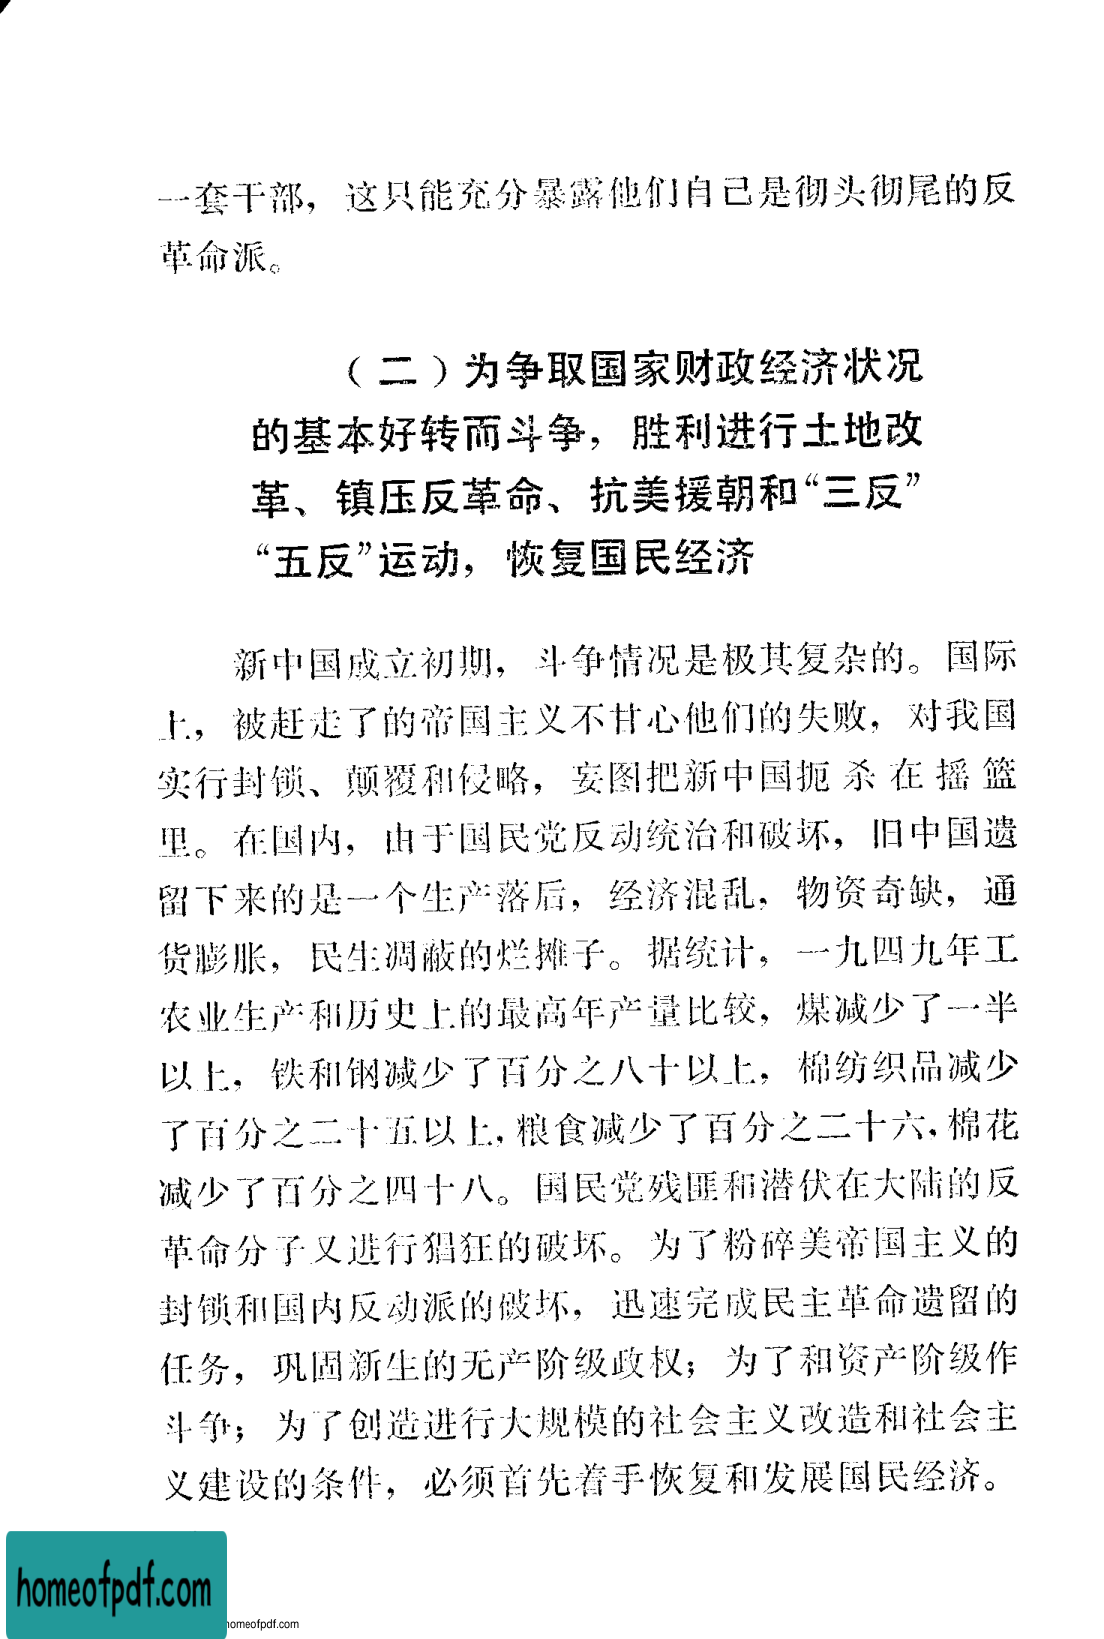 一套干部，这只能充分暴露他们自己是彻头彻尾的反
革命派。
（二）为争取国家财政经济状况
的基本好转而斗争，胜利进行土地改
革、镇压反革命、抗美援朝和“三反”
“五反”运动，恢复国民经济
新中国成立初期，斗争情况是极其复杂的。国际
上，被赶走了的帝国主义不甘心他们的失败，对我国
实行封锁、颠覆和侵略，妄图把新中国扼杀在摇篮
里。在国内，由于国民党反动统治和破坏，旧中国遗
留下来的是一个生产落后，经济混乱，物资奇缺，通
货膨胀，民生凋蔽的烂摊子。据统计，一九四九年工
农业生产和历史上的最高年产量比较，煤减少了一半
以上，铁和钢减少了百分之八十以上，棉纺织品减少
了百分之二十五以上，粮食减少了百分之二十六，棉花
减少了百分之四十八。国民党残匪和潜伏在大陆的反
革命分子又进行猖狂的破坏。为了粉碎美帝国主义的
封锁和国内反动派的破坏，迅速完成民主革命遗留的
任务，巩固新生的无产阶级政权；为了和资产阶级作
斗争；为了创造进行大规模的社会主义改造和社会主
义建设的条件，必须首先着手恢复和发展国民经济。
homeofpdf.com
homeofpdf.com